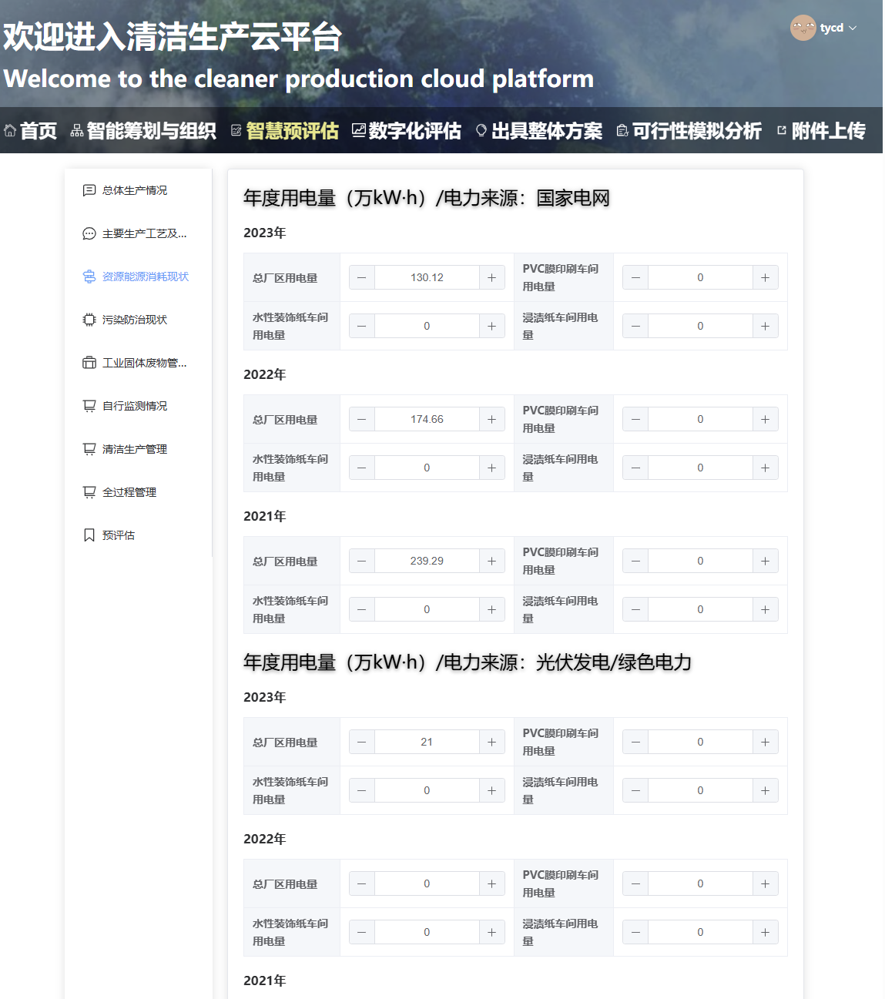 欢迎进入清洁生产云平台
tycd
Welcome to the cleaner production cloud platform
首页 智能筹划与组织 智慧预评估 数字化评估 出具整体方案 可行性模拟分析 附件上传
总体生产情况
主要生产工艺及...
资源能源消耗现状
污染防治现状
工业固体废物管...
自行监测情况
清洁生产管理
全过程管理
预评估
年度用电量（万kW·h）/电力来源：国家电网
2023年
总厂区用电量 130.12 PVC膜印刷车间
用电量 0
水性装饰纸车间
用电量 0 浸渍纸车间用电
量 0
2022年
总厂区用电量 174.66 PVC膜印刷车间
用电量 0
水性装饰纸车间
用电量 0 浸渍纸车间用电
量 0
2021年
总厂区用电量 239.29 PVC膜印刷车间
用电量 0
水性装饰纸车间
用电量 0 浸渍纸车间用电
量 0
年度用电量（万kW·h）/电力来源：光伏发电/绿色电力
2023年
总厂区用电量 21 PVC膜印刷车间
用电量 0
水性装饰纸车间
用电量 0 浸渍纸车间用电
量 0
2022年
总厂区用电量 0 PVC膜印刷车间
用电量 0
水性装饰纸车间
用电量 0 浸渍纸车间用电
量 0
2021年